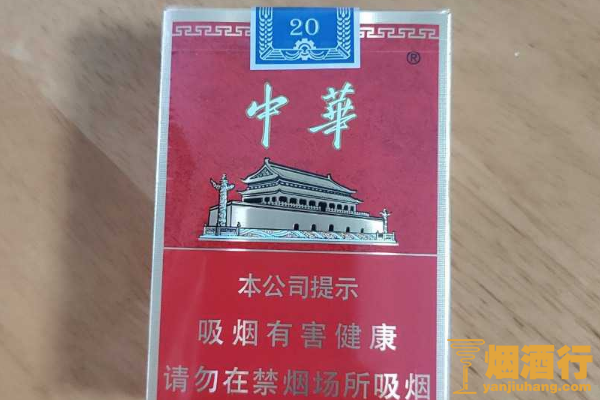 20
®
中華
本公司提示
吸烟有害健康
请勿在禁烟场所吸烟
烟酒行
yanjiuhang.com